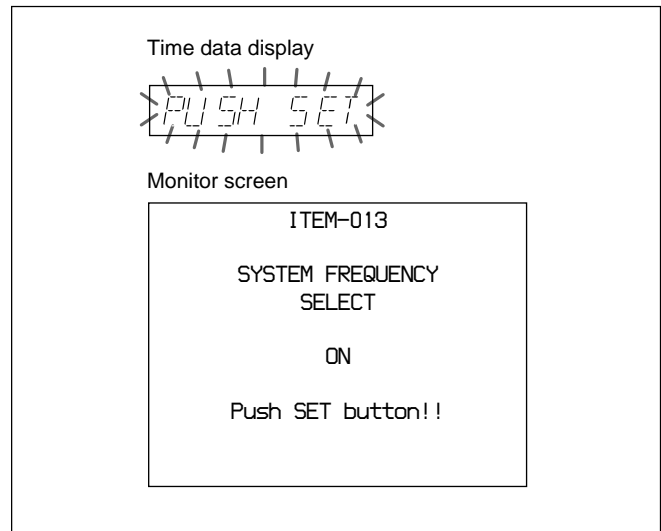 Time data display
PUSH SET
Monitor screen
ITEM-013
SYSTEM FREQUENCY
SELECT
ON
Push SET button!!